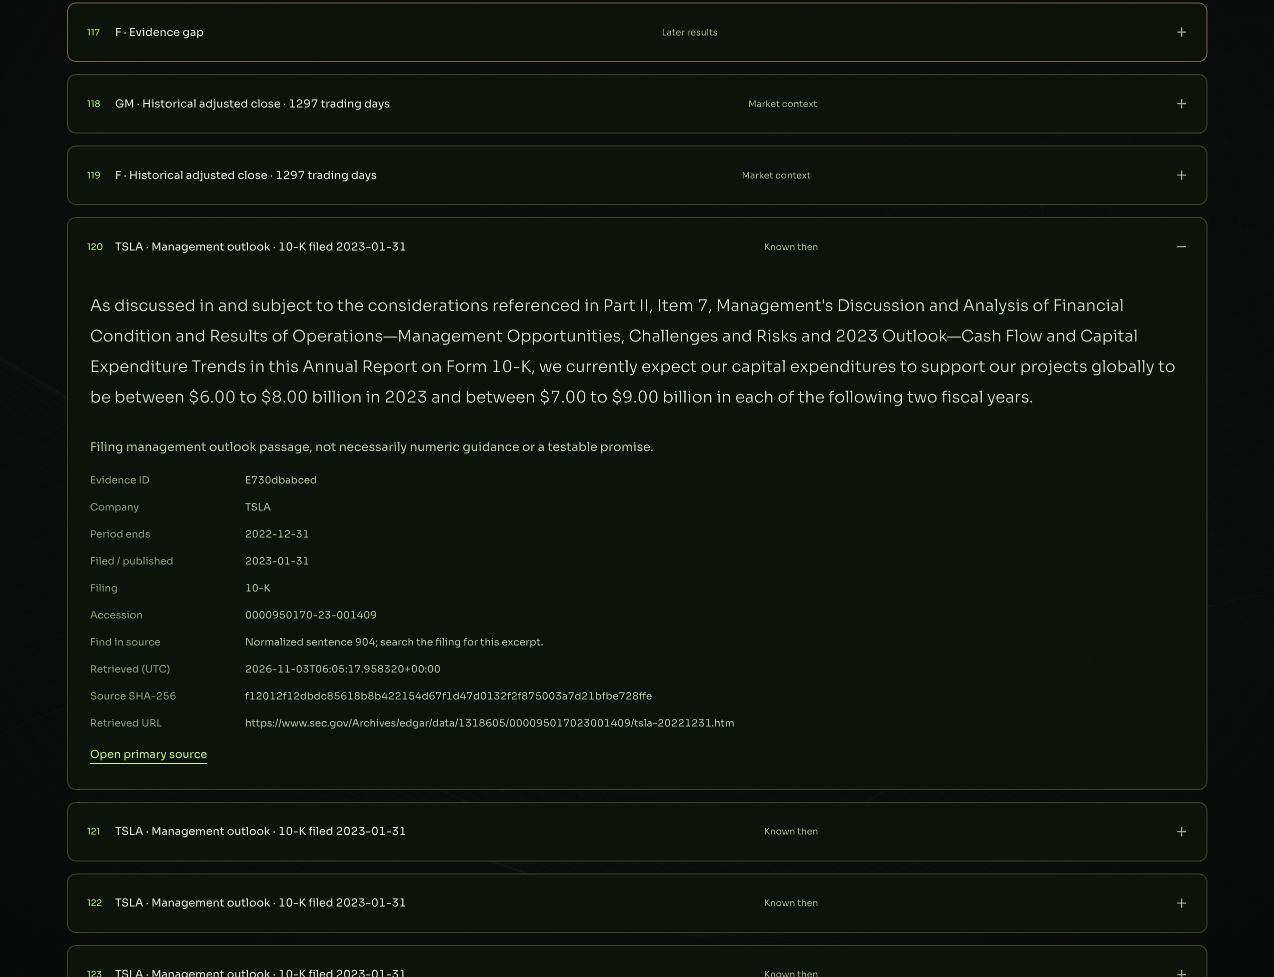 117 F · Evidence gap Later results +
118 GM · Historical adjusted close · 1297 trading days Market context +
119 F · Historical adjusted close · 1297 trading days Market context +
120 TSLA · Management outlook · 10-K filed 2023-01-31 Known then −
As discussed in and subject to the considerations referenced in Part II, Item 7, Management's Discussion and Analysis of Financial
Condition and Results of Operations—Management Opportunities, Challenges and Risks and 2023 Outlook—Cash Flow and Capital
Expenditure Trends in this Annual Report on Form 10-K, we currently expect our capital expenditures to support our projects globally to
be between $6.00 to $8.00 billion in 2023 and between $7.00 to $9.00 billion in each of the following two fiscal years.
Filing management outlook passage, not necessarily numeric guidance or a testable promise.
Evidence ID E730dbabced
Company TSLA
Period ends 2022-12-31
Filed / published 2023-01-31
Filing 10-K
Accession 0000950170-23-001409
Find in source Normalized sentence 904; search the filing for this excerpt.
Retrieved (UTC) 2026-11-03T06:05:17.958320+00:00
Source SHA-256 f12012f12dbdc85618b8b422154d67f1d47d0132f2f875003a7d21bfbe728ffe
Retrieved URL https://www.sec.gov/Archives/edgar/data/1318605/000095017023001409/tsla-20221231.htm
Open primary source
121 TSLA · Management outlook · 10-K filed 2023-01-31 Known then +
122 TSLA · Management outlook · 10-K filed 2023-01-31 Known then +
123 TSLA · Management outlook · 10-K filed 2023-01-31 Known then +